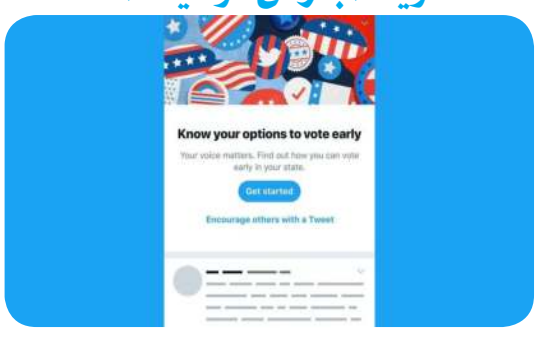 Know your options to vote early
Your voice matters. Find out how you can vote
early in your state.
Get started
Encourage others with a Tweet